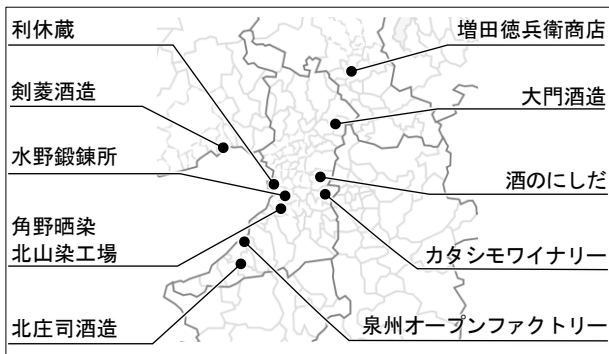 利休蔵
剣菱酒造
水野鍛錬所
角野晒染
北山染工場
北庄司酒造
増田徳兵衛商店
大門酒造
酒のにしだ
カタシモワイナリー
泉州オープンファクトリー